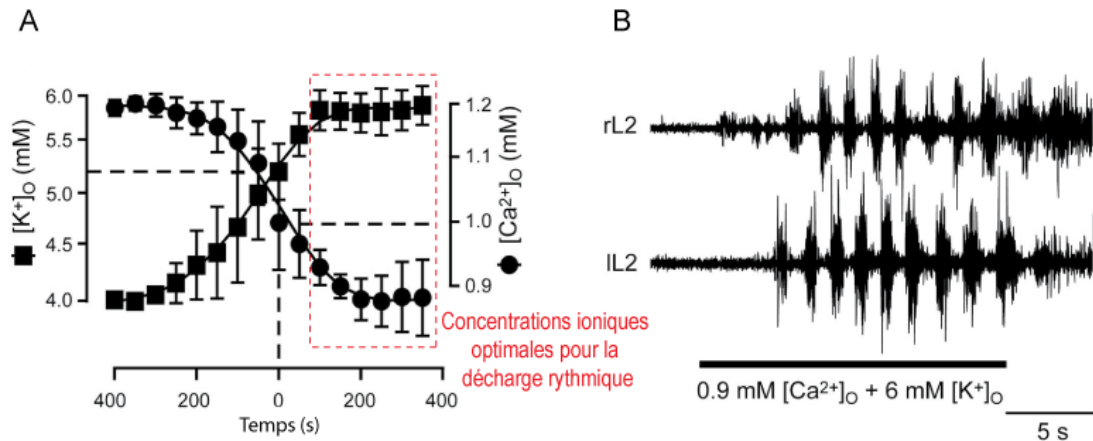 A
B
6.0
5.5
5.0
4.5
4.0
[K⁺]O (mM)
1.2
1.1
1.0
0.9
[Ca²⁺]O (mM)
Concentrations ioniques
optimales pour la
décharge rythmique
400 200 0 200 400
Temps (s)
rL2
lL2
0.9 mM [Ca²⁺]O + 6 mM [K⁺]O
5 s